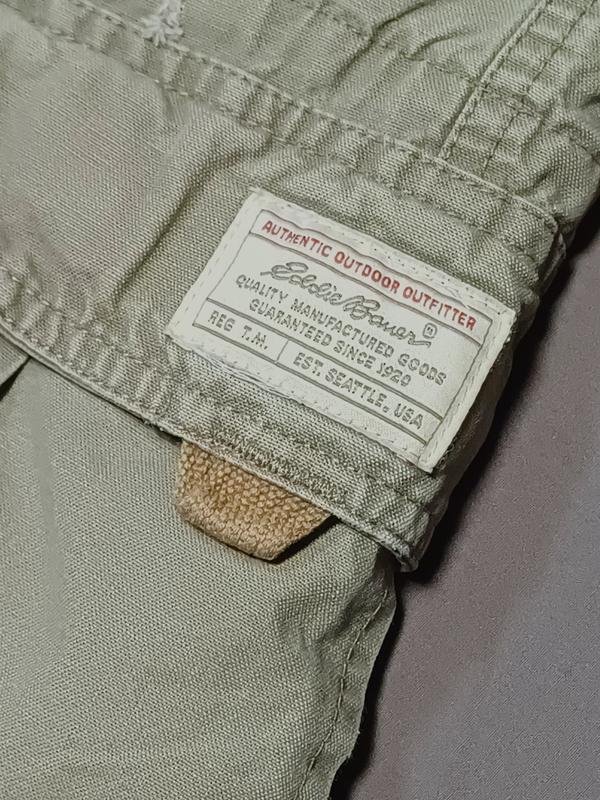 AUTHENTIC OUTDOOR OUTFITTER
Eddie Bauer ®
QUALITY MANUFACTURED GOODS
GUARANTEED SINCE 1920
REG T.M. EST. SEATTLE, USA